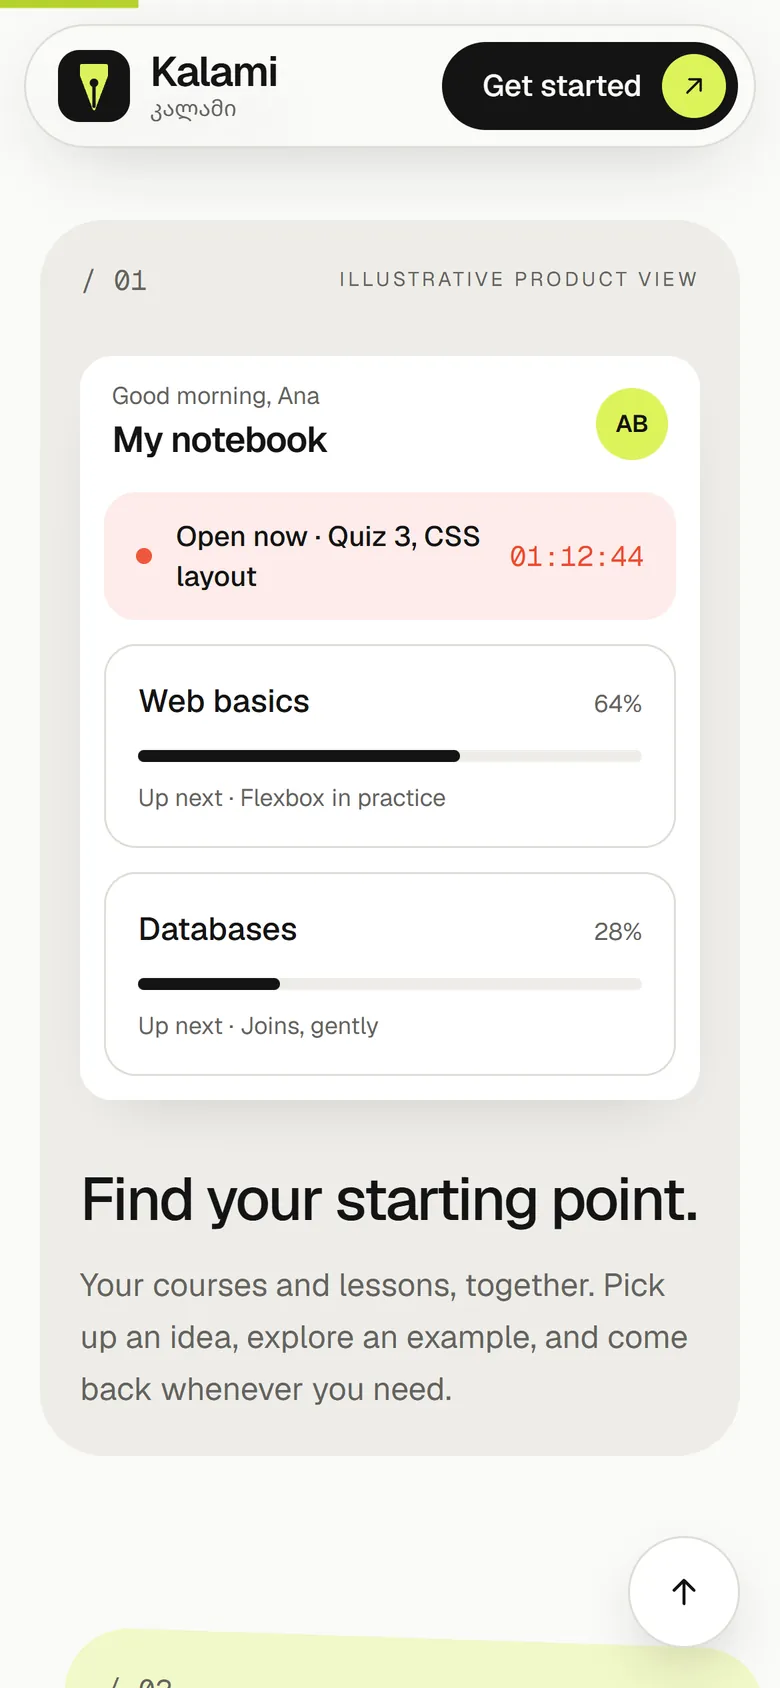 Kalami
კალამი
Get started
/ 01
ILLUSTRATIVE PRODUCT VIEW
Good morning, Ana
My notebook
AB
Open now · Quiz 3, CSS
layout
01:12:44
Web basics
64%
Up next · Flexbox in practice
Databases
28%
Up next · Joins, gently
Find your starting point.
Your courses and lessons, together. Pick
up an idea, explore an example, and come
back whenever you need.
/ 02